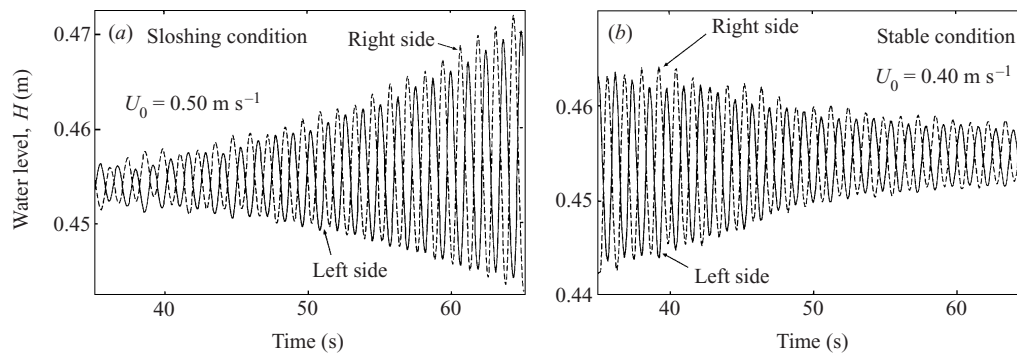 (a) Sloshing condition
Right side
U₀ = 0.50 m s⁻¹
Left side
0.47
0.46
0.45
Water level, H (m)
40 50 60
Time (s)
(b)
Right side
Stable condition
U₀ = 0.40 m s⁻¹
Left side
0.46
0.45
0.44
40 50 60
Time (s)